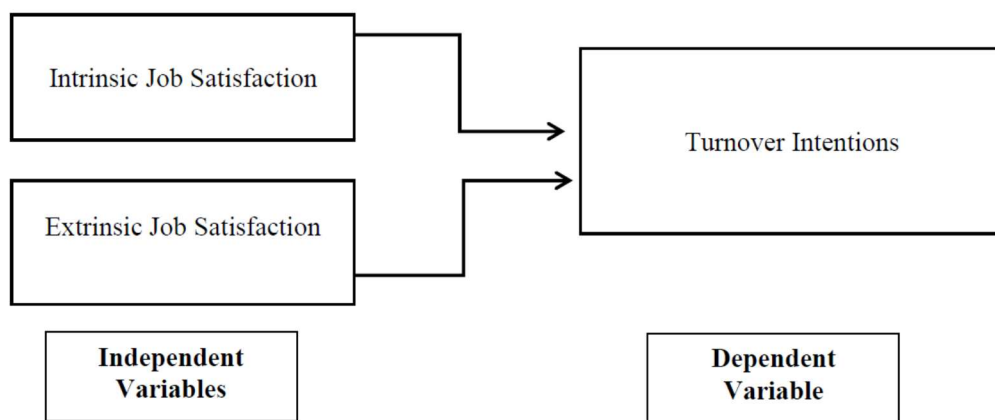 Intrinsic Job Satisfaction
Turnover Intentions
Extrinsic Job Satisfaction
Independent
Variables
Dependent
Variable